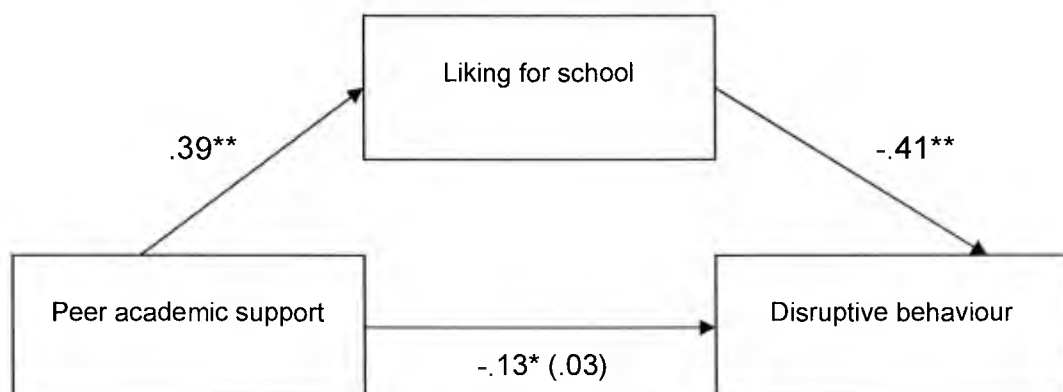 Liking for school
.39**
-.41**
Peer academic support
Disruptive behaviour
-.13* (.03)